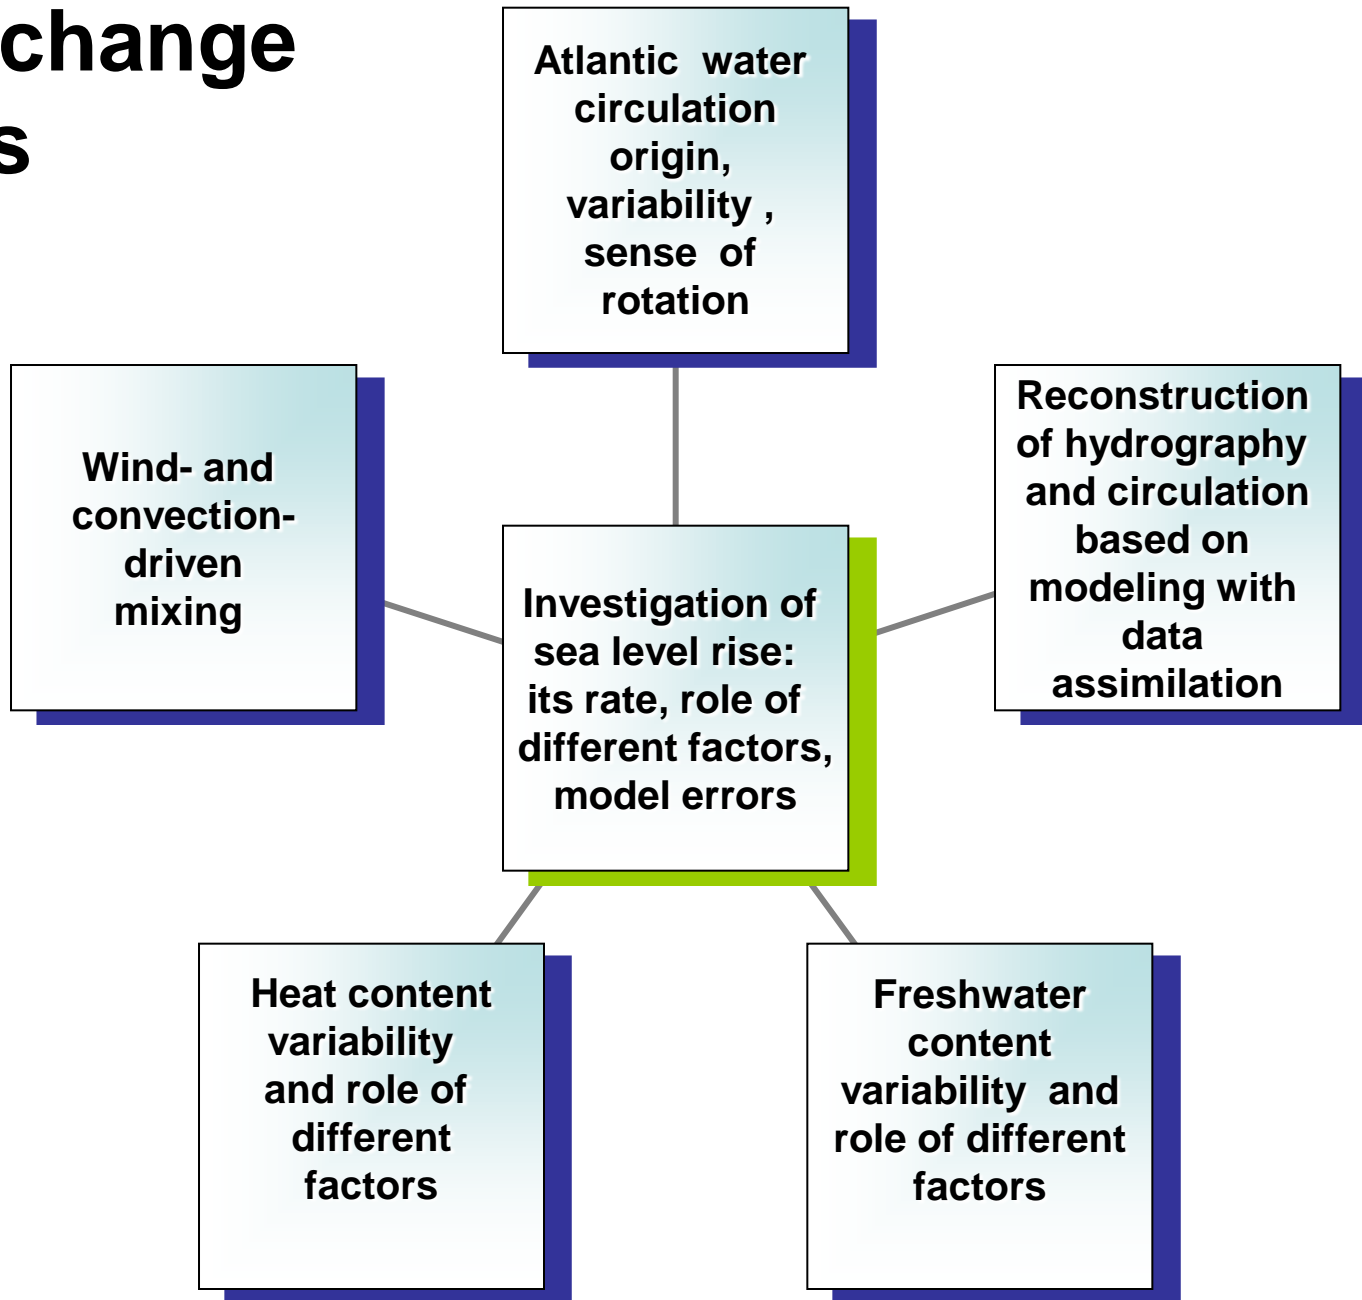 change
s
Atlantic water
circulation
origin,
variability ,
sense of
rotation
Wind- and
convection-
driven
mixing
Reconstruction
of hydrography
and circulation
based on
modeling with
data
assimilation
Investigation of
sea level rise:
its rate, role of
different factors,
model errors
Heat content
variability
and role of
different
factors
Freshwater
content
variability and
role of different
factors